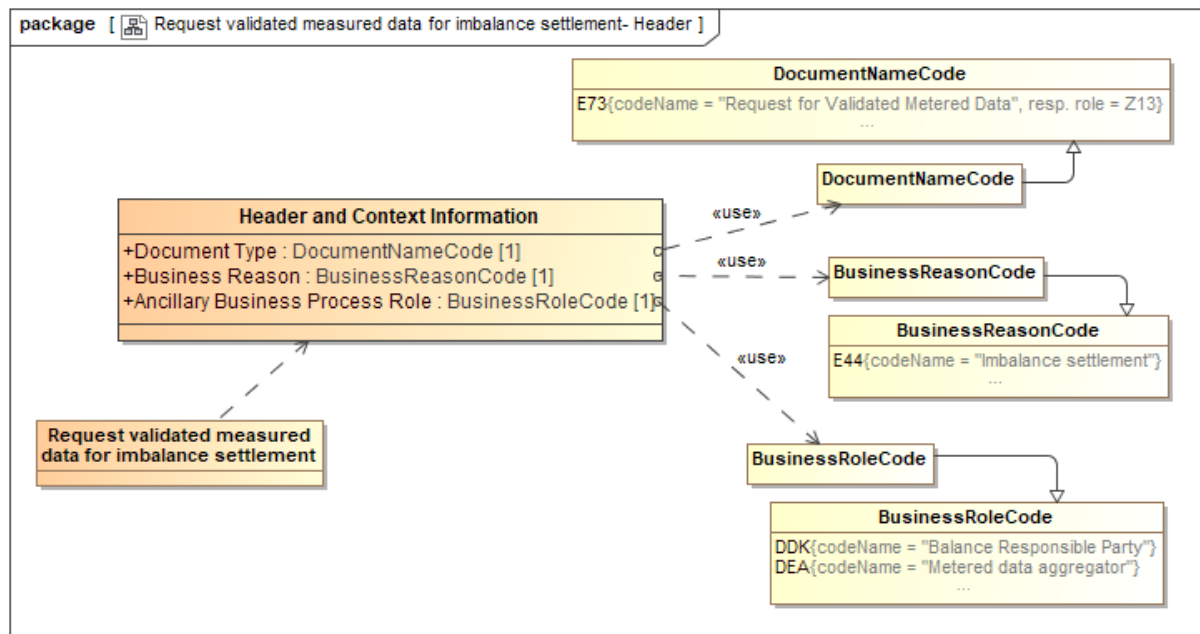 package [ Request validated measured data for imbalance settlement- Header ]
DocumentNameCode
E73{codeName = "Request for Validated Metered Data", resp. role = Z13}
...
DocumentNameCode
«use»
Header and Context Information
+Document Type : DocumentNameCode [1]
+Business Reason : BusinessReasonCode [1]
+Ancillary Business Process Role : BusinessRoleCode [1]
«use»
BusinessReasonCode
BusinessReasonCode
E44{codeName = "Imbalance settlement"}
...
«use»
Request validated measured
data for imbalance settlement
BusinessRoleCode
BusinessRoleCode
DDK{codeName = "Balance Responsible Party"}
DEA{codeName = "Metered data aggregator"}
...